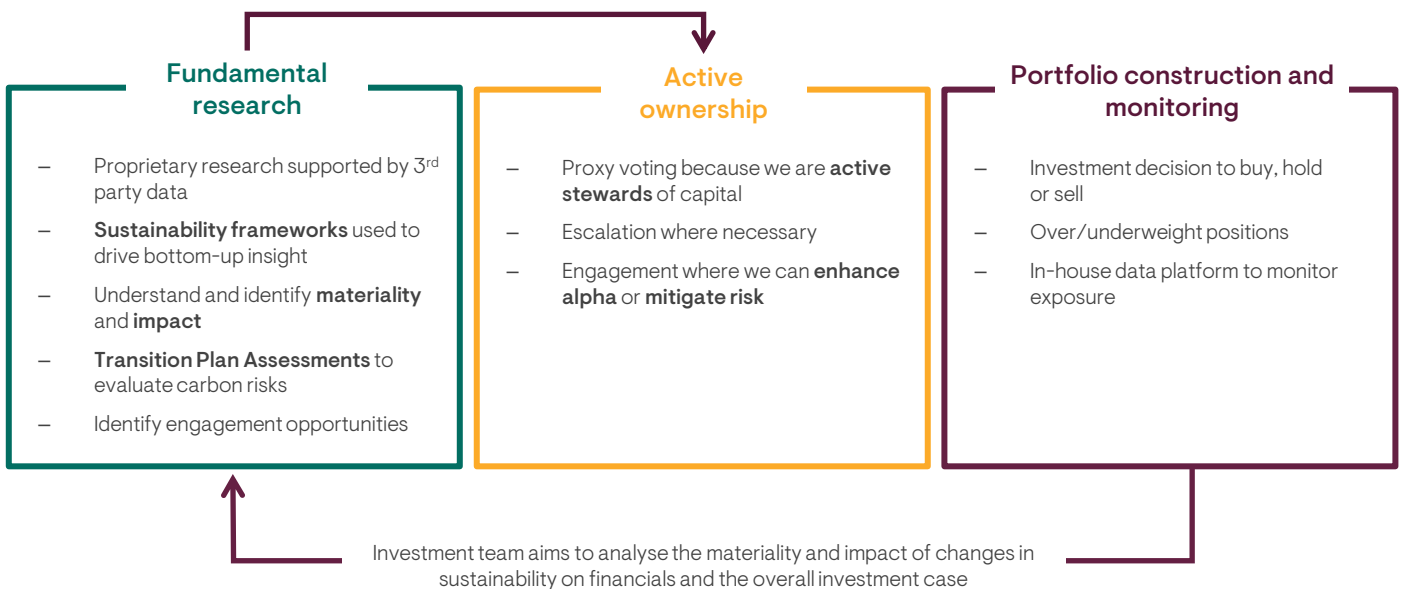 Fundamental
research
– Proprietary research supported by 3rd
party data
– Sustainability frameworks used to
drive bottom-up insight
– Understand and identify materiality
and impact
– Transition Plan Assessments to
evaluate carbon risks
– Identify engagement opportunities
Active
ownership
– Proxy voting because we are active
stewards of capital
– Escalation where necessary
– Engagement where we can enhance
alpha or mitigate risk
Portfolio construction and
monitoring
– Investment decision to buy, hold
or sell
– Over/underweight positions
– In-house data platform to monitor
exposure
Investment team aims to analyse the materiality and impact of changes in
sustainability on financials and the overall investment case